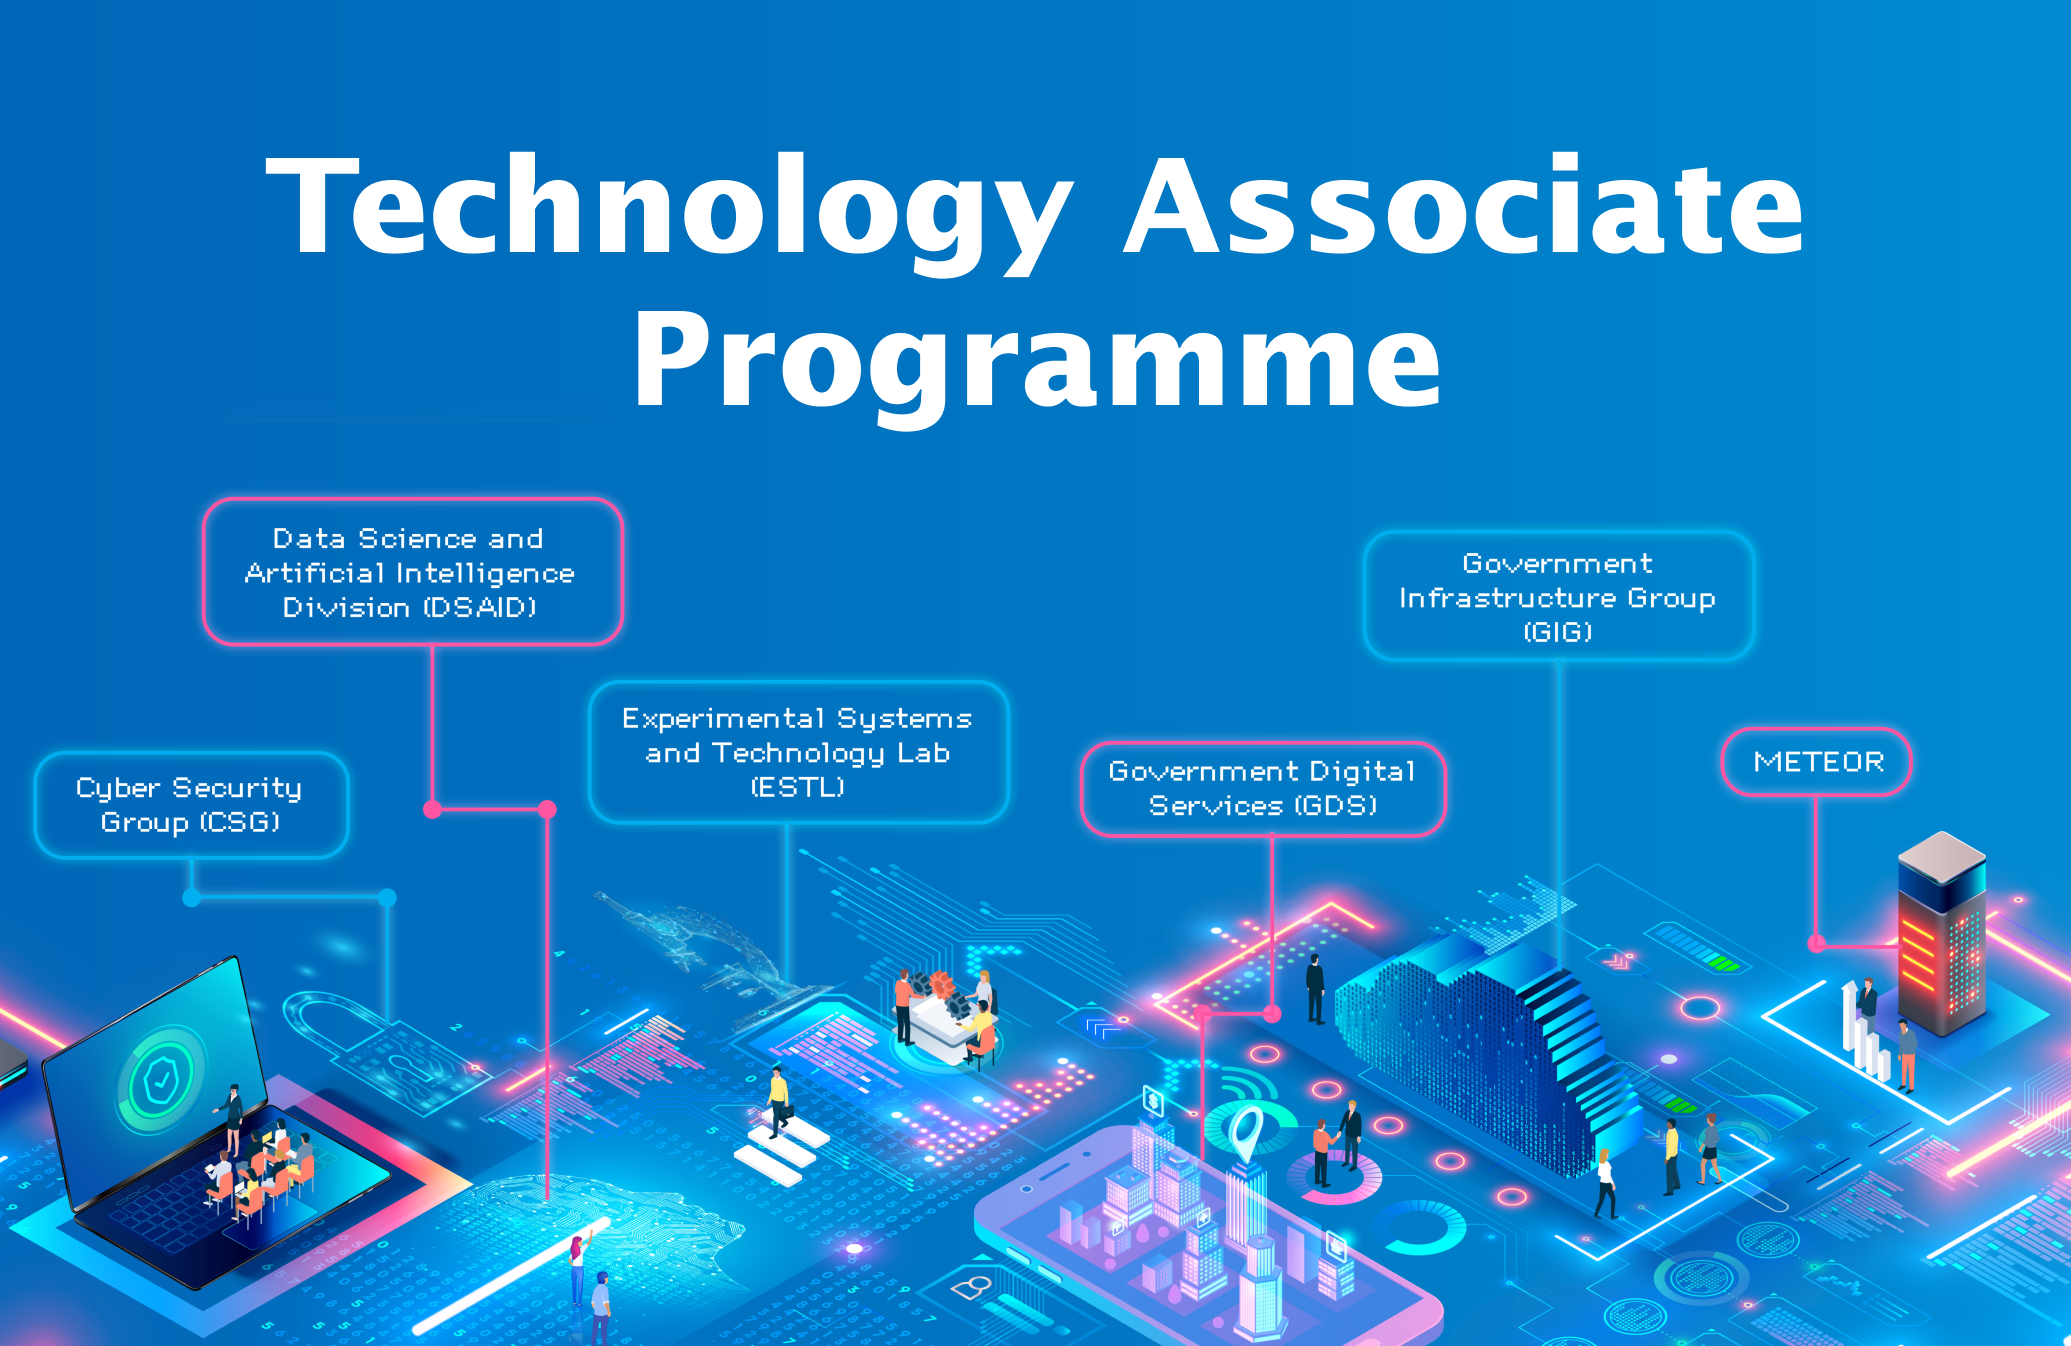 Technology Associate
Programme
Data Science and
Artificial Intelligence
Division (DSAID)
Government
Infrastructure Group
(GIG)
Experimental Systems
and Technology Lab
(ESTL)
METEOR
Government Digital
Services (GDS)
Cyber Security
Group (CSG)